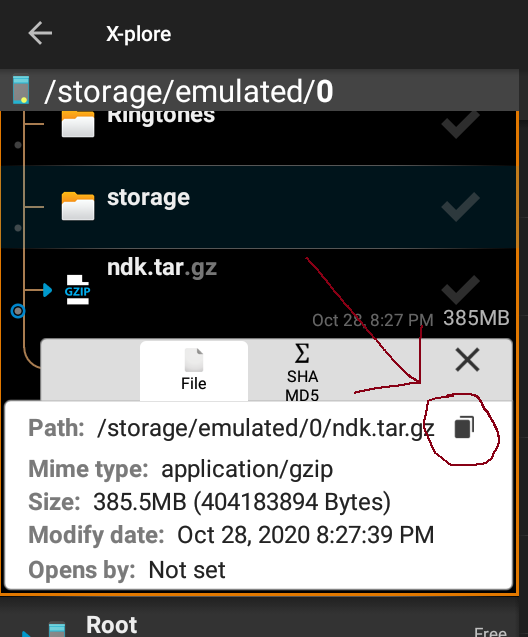 X-plore
/storage/emulated/0
Ringtones
storage
ndk.tar.gz
GZIP
Oct 28, 8:27 PM 385MB
File
Σ
SHA
MD5
Path: /storage/emulated/0/ndk.tar.gz
Mime type: application/gzip
Size: 385.5MB (404183894 Bytes)
Modify date: Oct 28, 2020 8:27:39 PM
Opens by: Not set
Root
Free